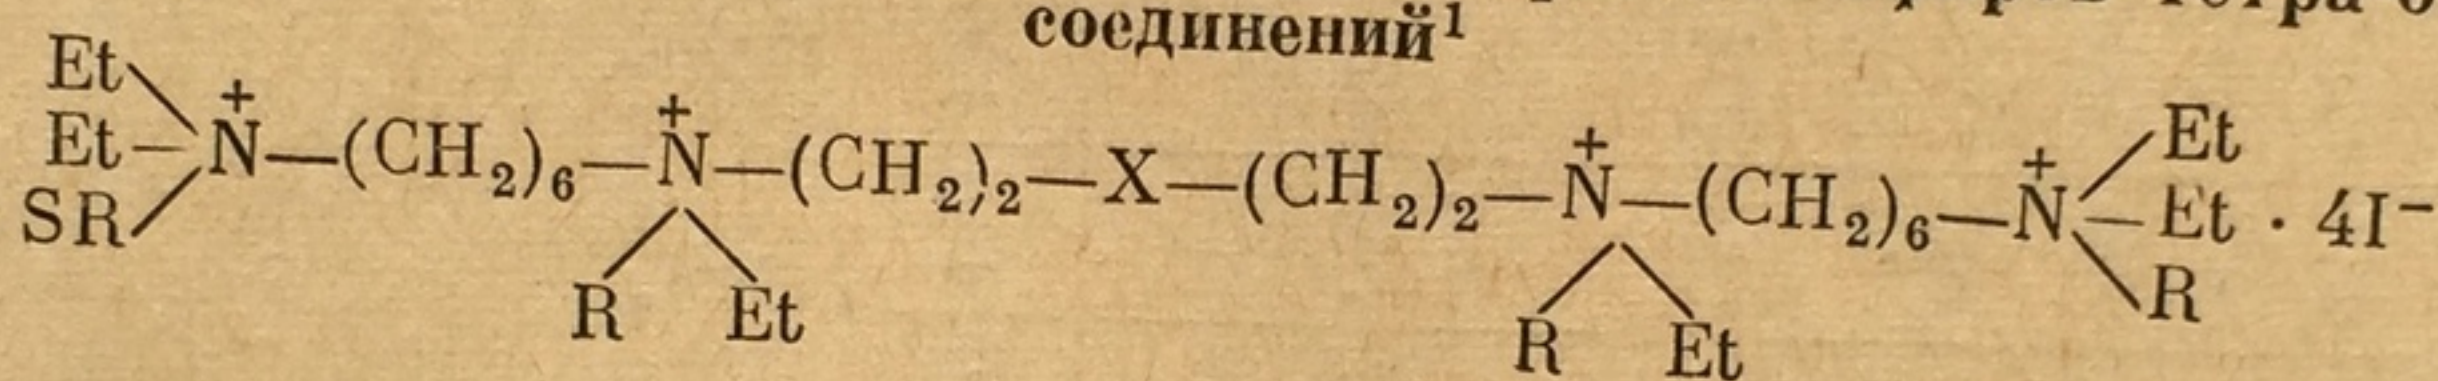 соединений¹
Et
Et—N⁺—(CH₂)₆—N⁺—(CH₂)₂—X—(CH₂)₂—N⁺—(CH₂)₆—N⁺—Et · 4I⁻
Et
SR
R
R Et
R Et